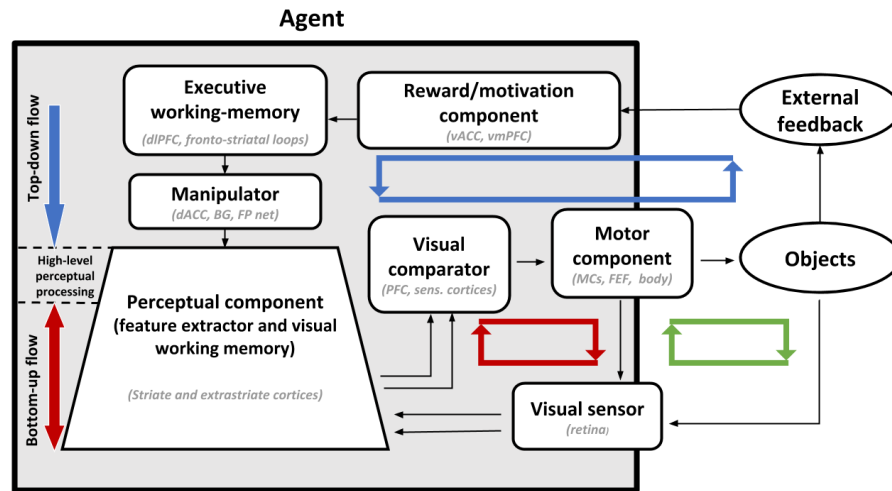 Agent
Executive
working-memory
(dlPFC, fronto-striatal loops)
Reward/motivation
component
(vACC, vmPFC)
External
feedback
Top-down flow
Manipulator
(dACC, BG, FP net)
High-level
perceptual
processing
Visual
comparator
(PFC, sens. cortices)
Motor
component
(MCs, FEF, body)
Objects
Perceptual component
(feature extractor and visual
working memory)
(Striate and extrastriate cortices)
Bottom-up flow
Visual sensor
(retina)